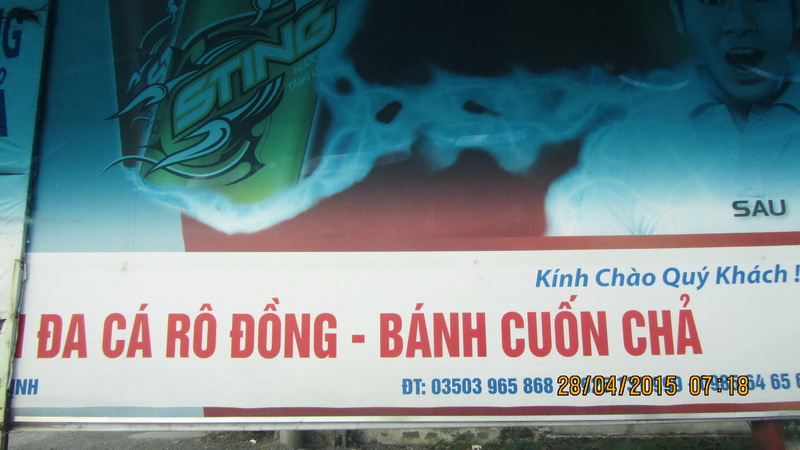 STING
SAU
Kính Chào Quý Khách !
ĐA CÁ RÔ ĐỒNG - BÁNH CUỐN CHẢ
ĐT: 03503 965 868
28/04/2015 07:18